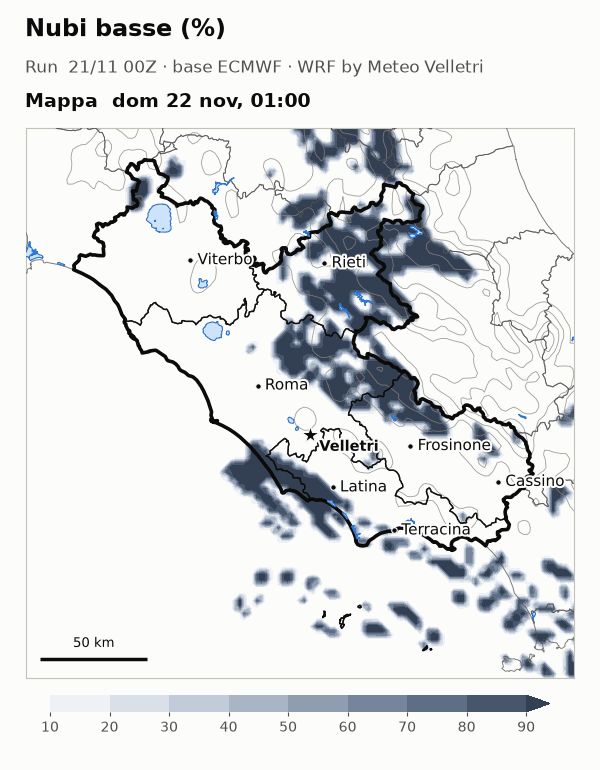 Nubi basse (%)
Run  21/11 00Z · base ECMWF · WRF by Meteo Velletri
Mappa  dom 22 nov, 01:00
Viterbo
Rieti
Roma
Velletri
Frosinone
Latina
Cassino
Terracina
50 km
10 20 30 40 50 60 70 80 90